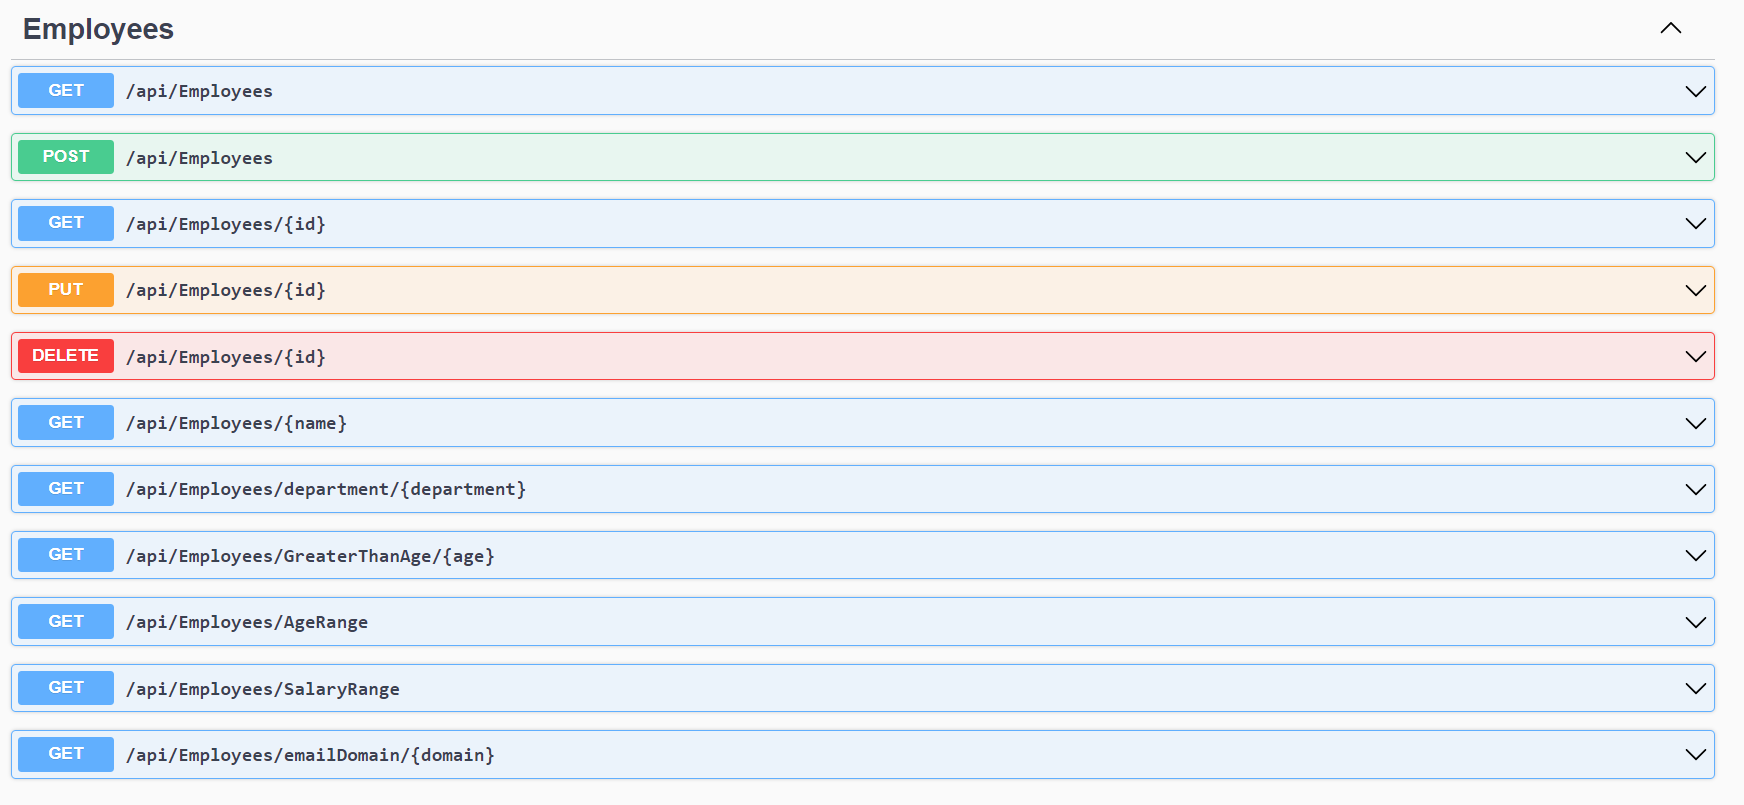 Employees
GET /api/Employees
POST /api/Employees
GET /api/Employees/{id}
PUT /api/Employees/{id}
DELETE /api/Employees/{id}
GET /api/Employees/{name}
GET /api/Employees/department/{department}
GET /api/Employees/GreaterThanAge/{age}
GET /api/Employees/AgeRange
GET /api/Employees/SalaryRange
GET /api/Employees/emailDomain/{domain}